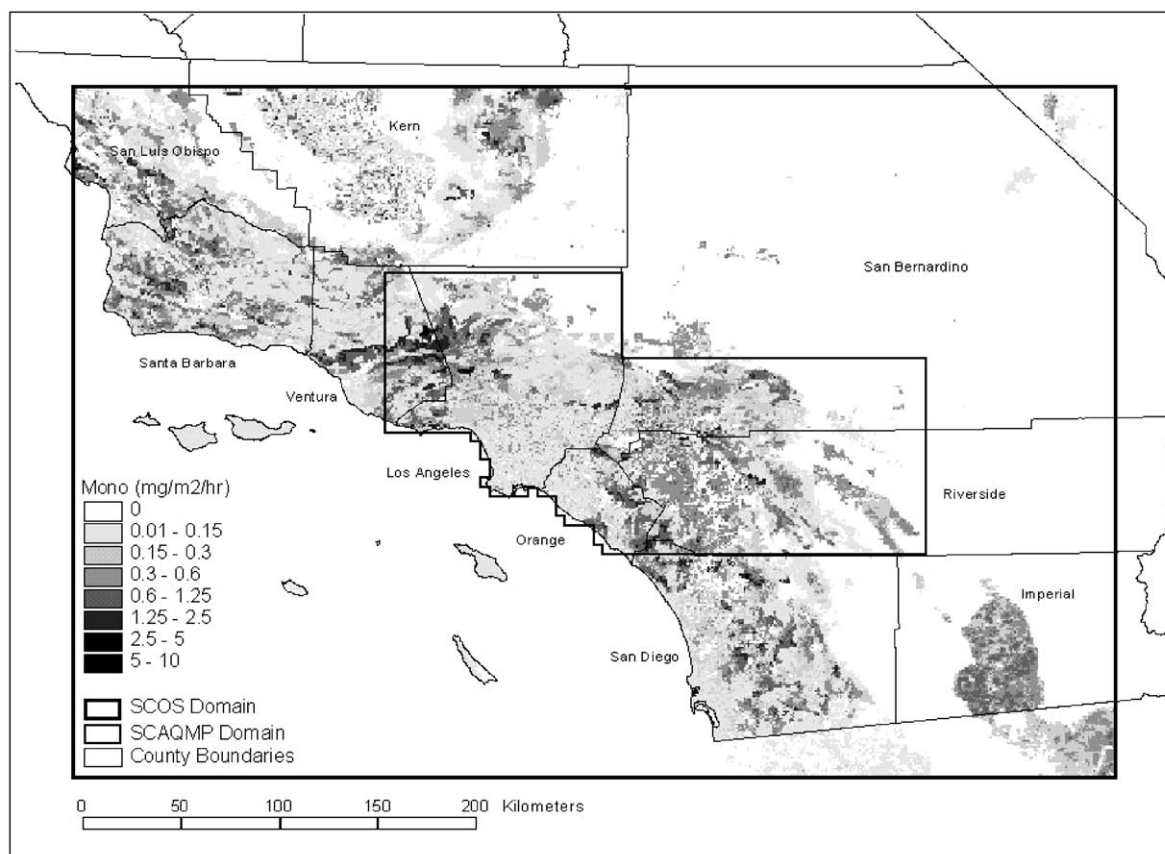 Kern
San Luis Obispo
San Bernardino
Santa Barbara
Ventura
Los Angeles
Riverside
Orange
Imperial
San Diego
Mono (mg/m2/hr)
0
0.01 - 0.15
0.15 - 0.3
0.3 - 0.6
0.6 - 1.25
1.25 - 2.5
2.5 - 5
5 - 10
SCOS Domain
SCAQMP Domain
County Boundaries
0 50 100 150 200 Kilometers